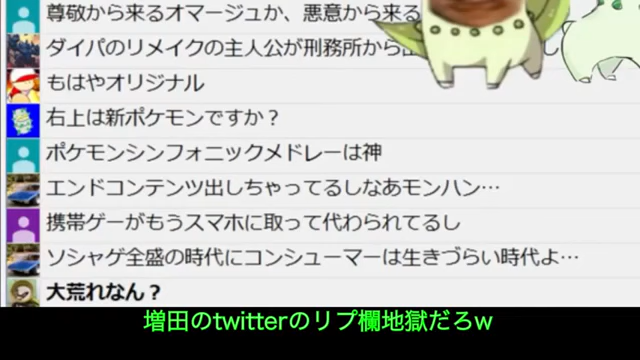 尊敬から来るオマージュか、悪意から来る
ダイパのリメイクの主人公が刑務所から
もはやオリジナル
右上は新ポケモンですか？
ポケモンシンフォニックメドレーは神
エンドコンテンツ出しちゃってるしなあモンハン…
携帯ゲーがもうスマホに取って代わられてるし
ソシャゲ全盛の時代にコンシューマーは生きづらい時代よ…
大荒れなん？
増田のtwitterのリプ欄地獄だろw